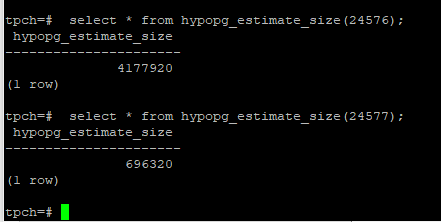 tpch=#  select * from hypopg_estimate_size(24576);
 hypopg_estimate_size
----------------------
              4177920
(1 row)
tpch=#  select * from hypopg_estimate_size(24577);
 hypopg_estimate_size
----------------------
               696320
(1 row)
tpch=#